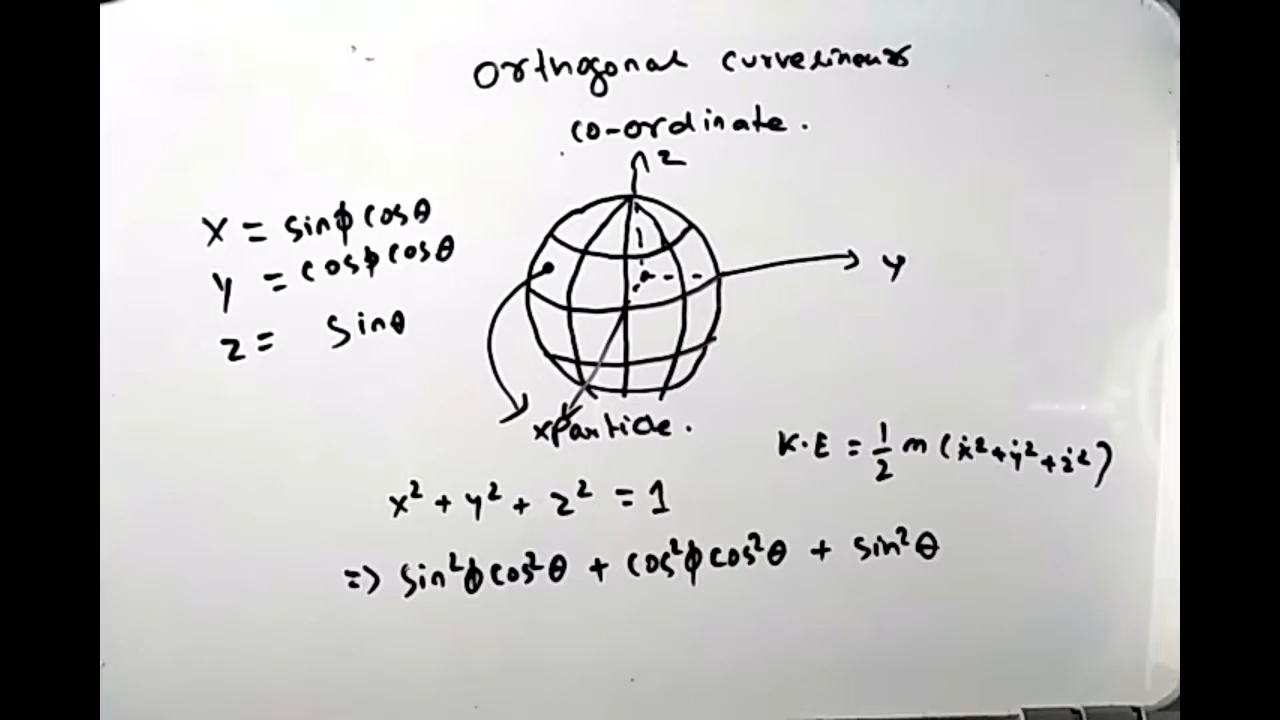 Orthogonal curvelinear
co-ordinate.
z
x = sinϕ cosθ
y = cosϕ cosθ
z = sinθ
y
x Particle.
K.E = 1/2 m (ẋ² + ẏ² + ż²)
x² + y² + z² = 1
=> sin²ϕ cos²θ + cos²ϕ cos²θ + sin²θ